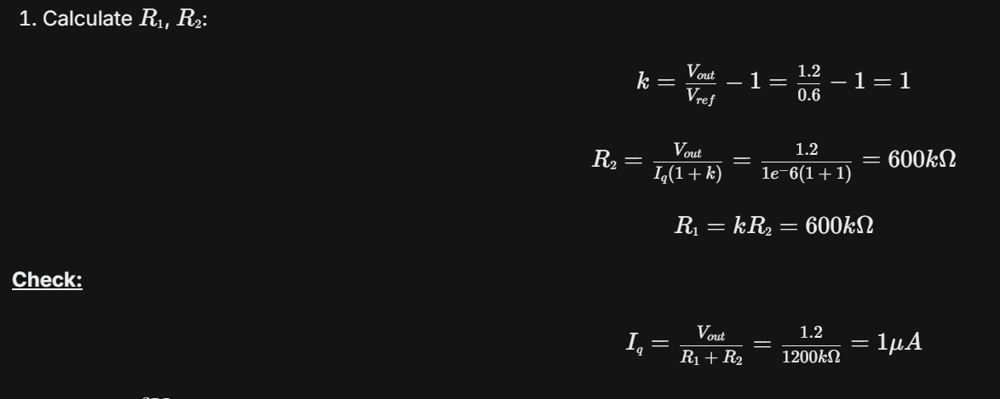 1. Calculate R₁, R₂:
k = V_out/V_ref − 1 = 1.2/0.6 − 1 = 1
R₂ = V_out/I_q(1 + k) = 1.2/1e⁻6(1 + 1) = 600kΩ
R₁ = kR₂ = 600kΩ
Check:
I_q = V_out/R₁ + R₂ = 1.2/1200kΩ = 1μA